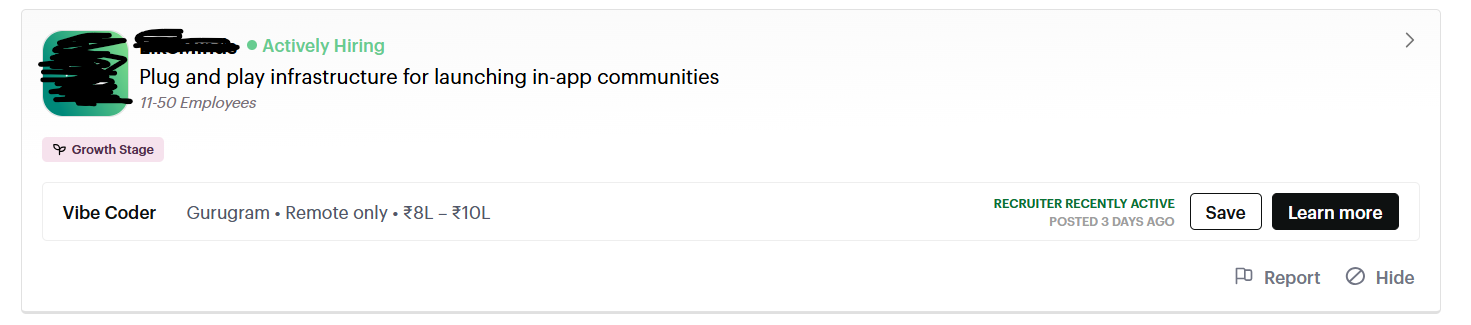 Actively Hiring
Plug and play infrastructure for launching in-app communities
11-50 Employees
Growth Stage
Vibe Coder Gurugram • Remote only • ₹8L – ₹10L RECRUITER RECENTLY ACTIVE Save Learn more
POSTED 3 DAYS AGO
Report Hide